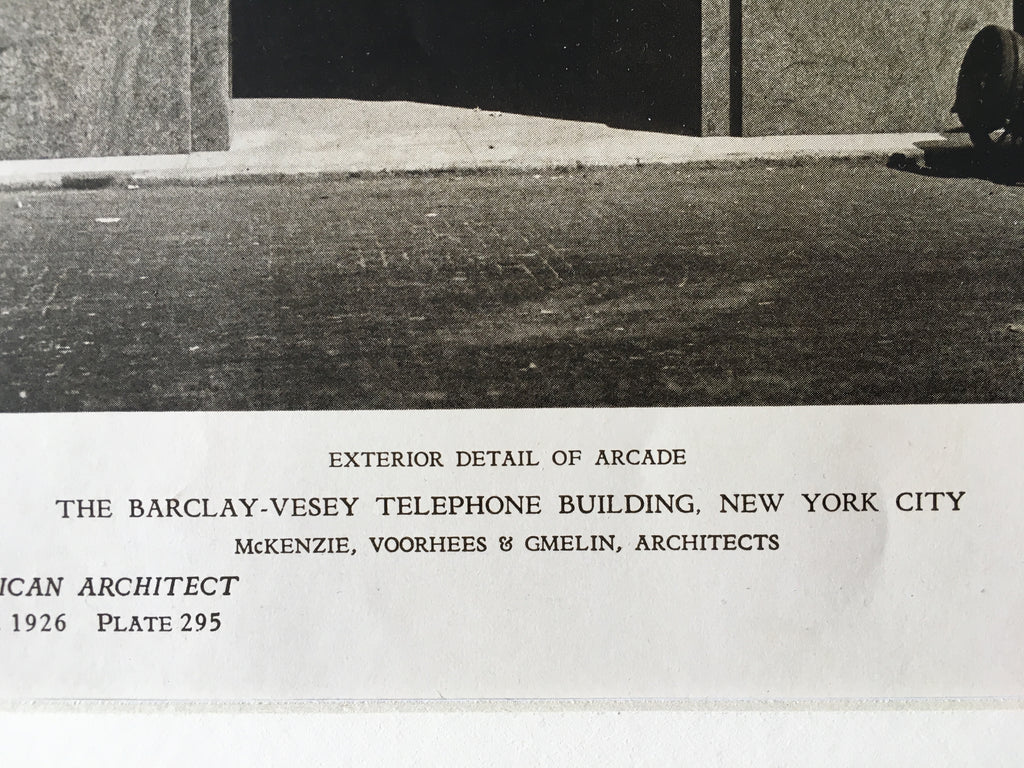 EXTERIOR DETAIL OF ARCADE
THE BARCLAY-VESEY TELEPHONE BUILDING, NEW YORK CITY
McKENZIE, VOORHEES & GMELIN, ARCHITECTS
ICAN ARCHITECT
1926 PLATE 295